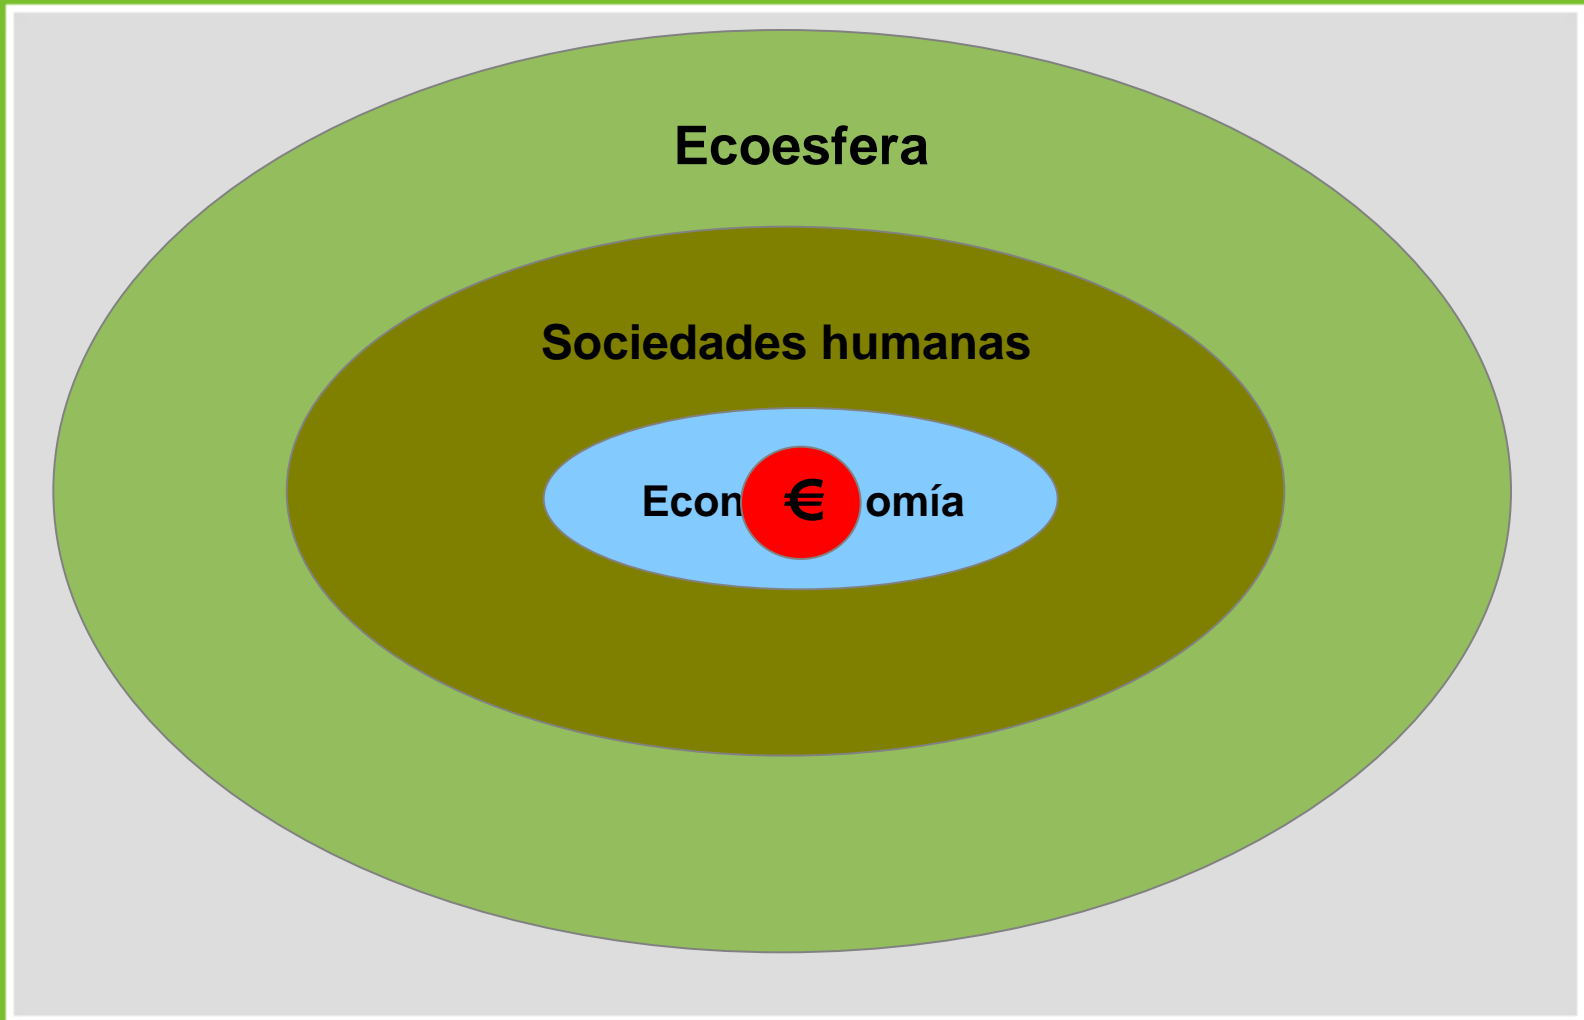 Ecoesfera
Sociedades humanas
Econ € omía